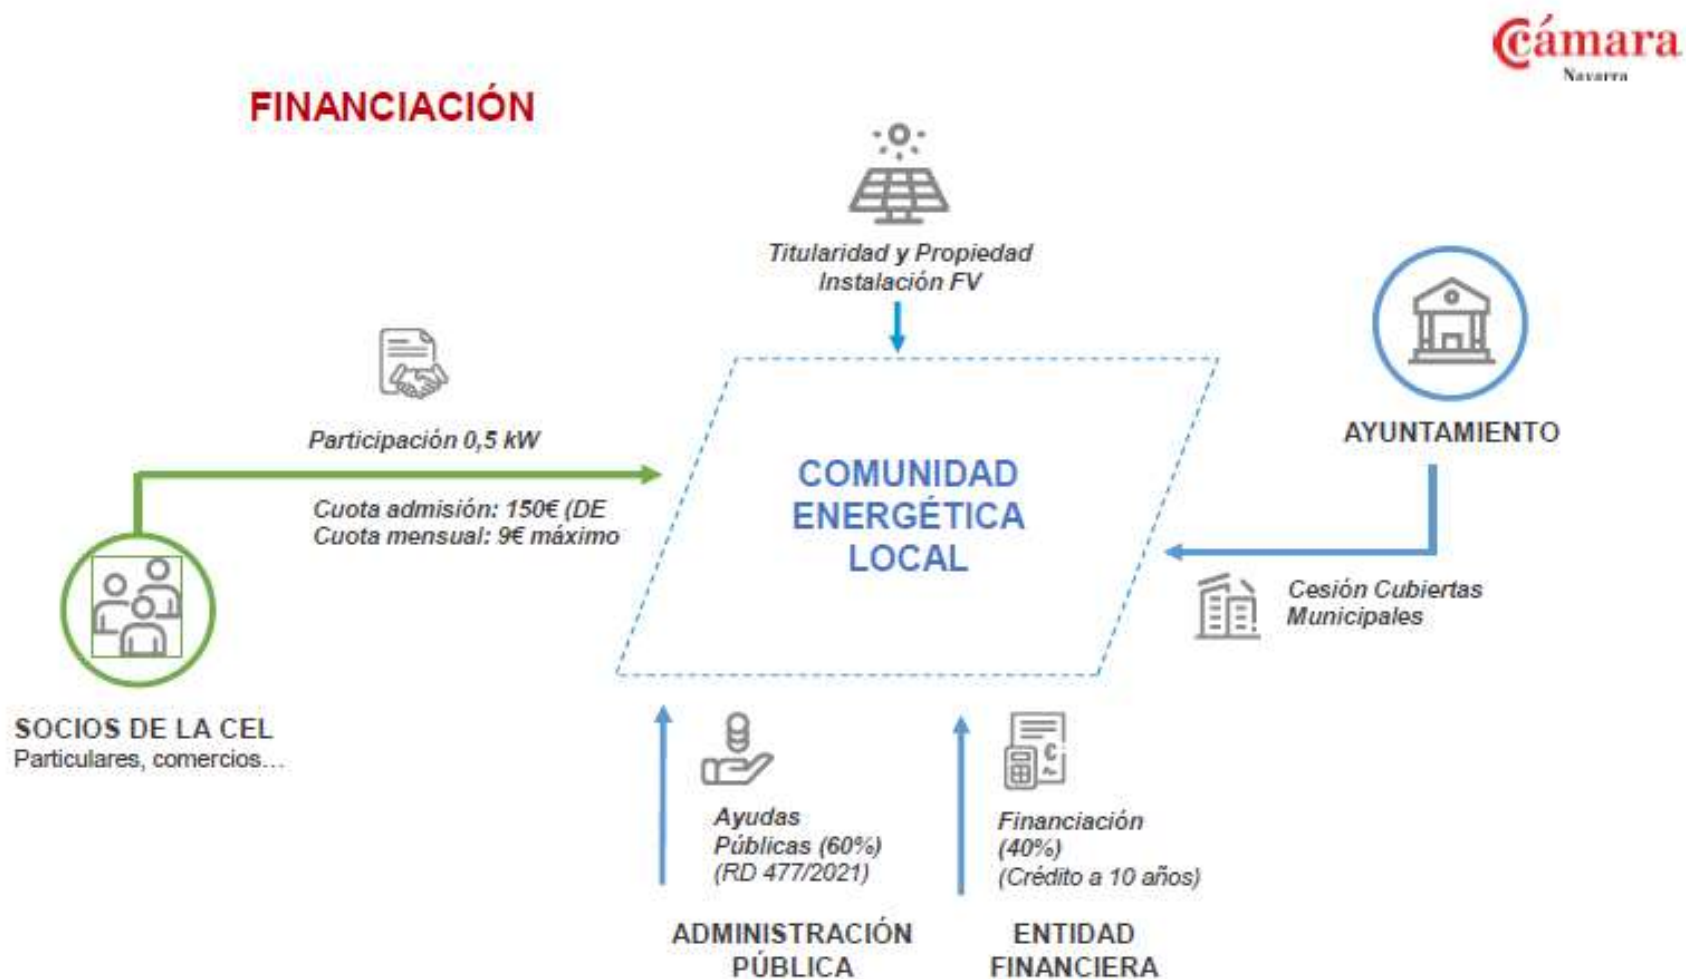 cámara
Navarra
FINANCIACIÓN
Titularidad y Propiedad
Instalación FV
AYUNTAMIENTO
Participación 0,5 kW
Cuota admisión: 150€ (DE
Cuota mensual: 9€ máximo
COMUNIDAD
ENERGÉTICA
LOCAL
Cesión Cubiertas
Municipales
SOCIOS DE LA CEL
Particulares, comercios…
Ayudas
Públicas (60%)
(RD 477/2021)
Financiación
(40%)
(Crédito a 10 años)
ADMINISTRACIÓN
PÚBLICA
ENTIDAD
FINANCIERA